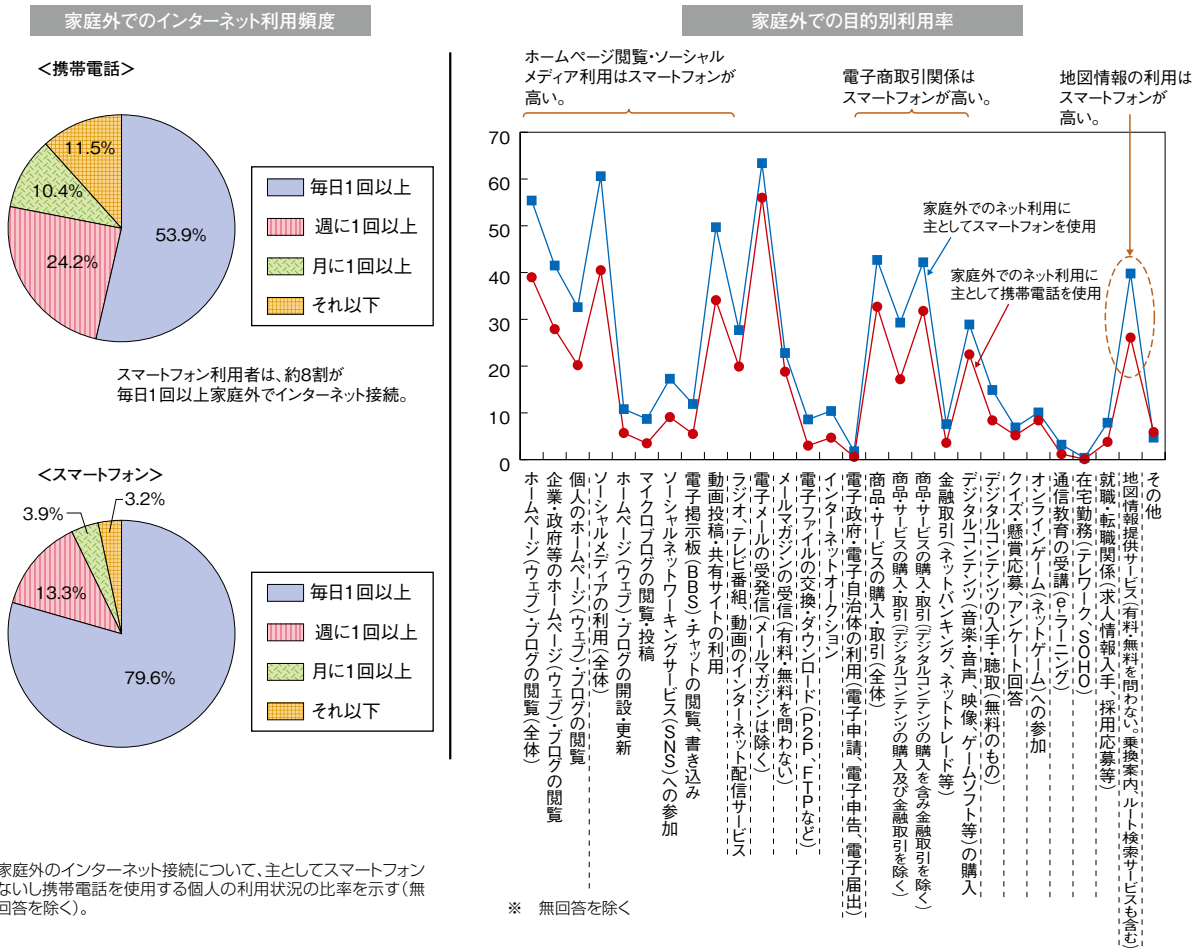 家庭外でのインターネット利用頻度
＜携帯電話＞
11.5%
10.4%
53.9%
24.2%
毎日1回以上
週に1回以上
月に1回以上
それ以下
スマートフォン利用者は、約8割が
毎日1回以上家庭外でインターネット接続。
＜スマートフォン＞
3.2%
3.9%
13.3%
79.6%
毎日1回以上
週に1回以上
月に1回以上
それ以下
家庭外のインターネット接続について、主としてスマートフォン
ないし携帯電話を使用する個人の利用状況の比率を示す（無
回答を除く）。
家庭外での目的別利用率
ホームページ閲覧・ソーシャル
メディア利用はスマートフォンが
高い。
電子商取引関係は
スマートフォンが高い。
地図情報の利用は
スマートフォンが
高い。
70
60
50
40
30
20
10
0
家庭外でのネット利用に
主としてスマートフォンを使用
家庭外でのネット利用に
主として携帯電話を使用
ホームページ（ウェブ）・ブログの閲覧（全体）
企業・政府等のホームページ（ウェブ）・ブログの閲覧
個人のホームページ（ウェブ）・ブログの閲覧
ソーシャルメディアの利用（全体）
ホームページ（ウェブ）・ブログの開設・更新
マイクロブログの閲覧・投稿
ソーシャルネットワーキングサービス（SNS）への参加
電子掲示板（BBS）・チャットの閲覧、書き込み
動画投稿・共有サイトの利用
ラジオ、テレビ番組、動画のインターネット配信サービス
電子メールの受発信（メールマガジンは除く）
メールマガジンの受信（有料・無料を問わない）
電子ファイルの交換・ダウンロード（P2P、FTPなど）
インターネットオークション
電子政府・電子自治体の利用（電子申請、電子申告、電子届出）
商品・サービスの購入・取引（全体）
商品・サービスの購入・取引（デジタルコンテンツの購入及び金融取引を除く）
商品・サービスの購入・取引（デジタルコンテンツの購入を含み金融取引を除く）
金融取引（ネットバンキング、ネットトレード等）
デジタルコンテンツ（音楽・音声、映像、ゲームソフト等）の購入
デジタルコンテンツの入手・聴取（無料のもの）
クイズ・懸賞応募、アンケート回答
オンラインゲーム（ネットゲーム）への参加
通信教育の受講（e-ラーニング）
在宅勤務（テレワーク、SOHO）
就職・転職関係（求人情報入手、採用応募等）
地図情報提供サービス（有料・無料を問わない。乗換案内、ルート検索サービスも含む）
その他
※　無回答を除く